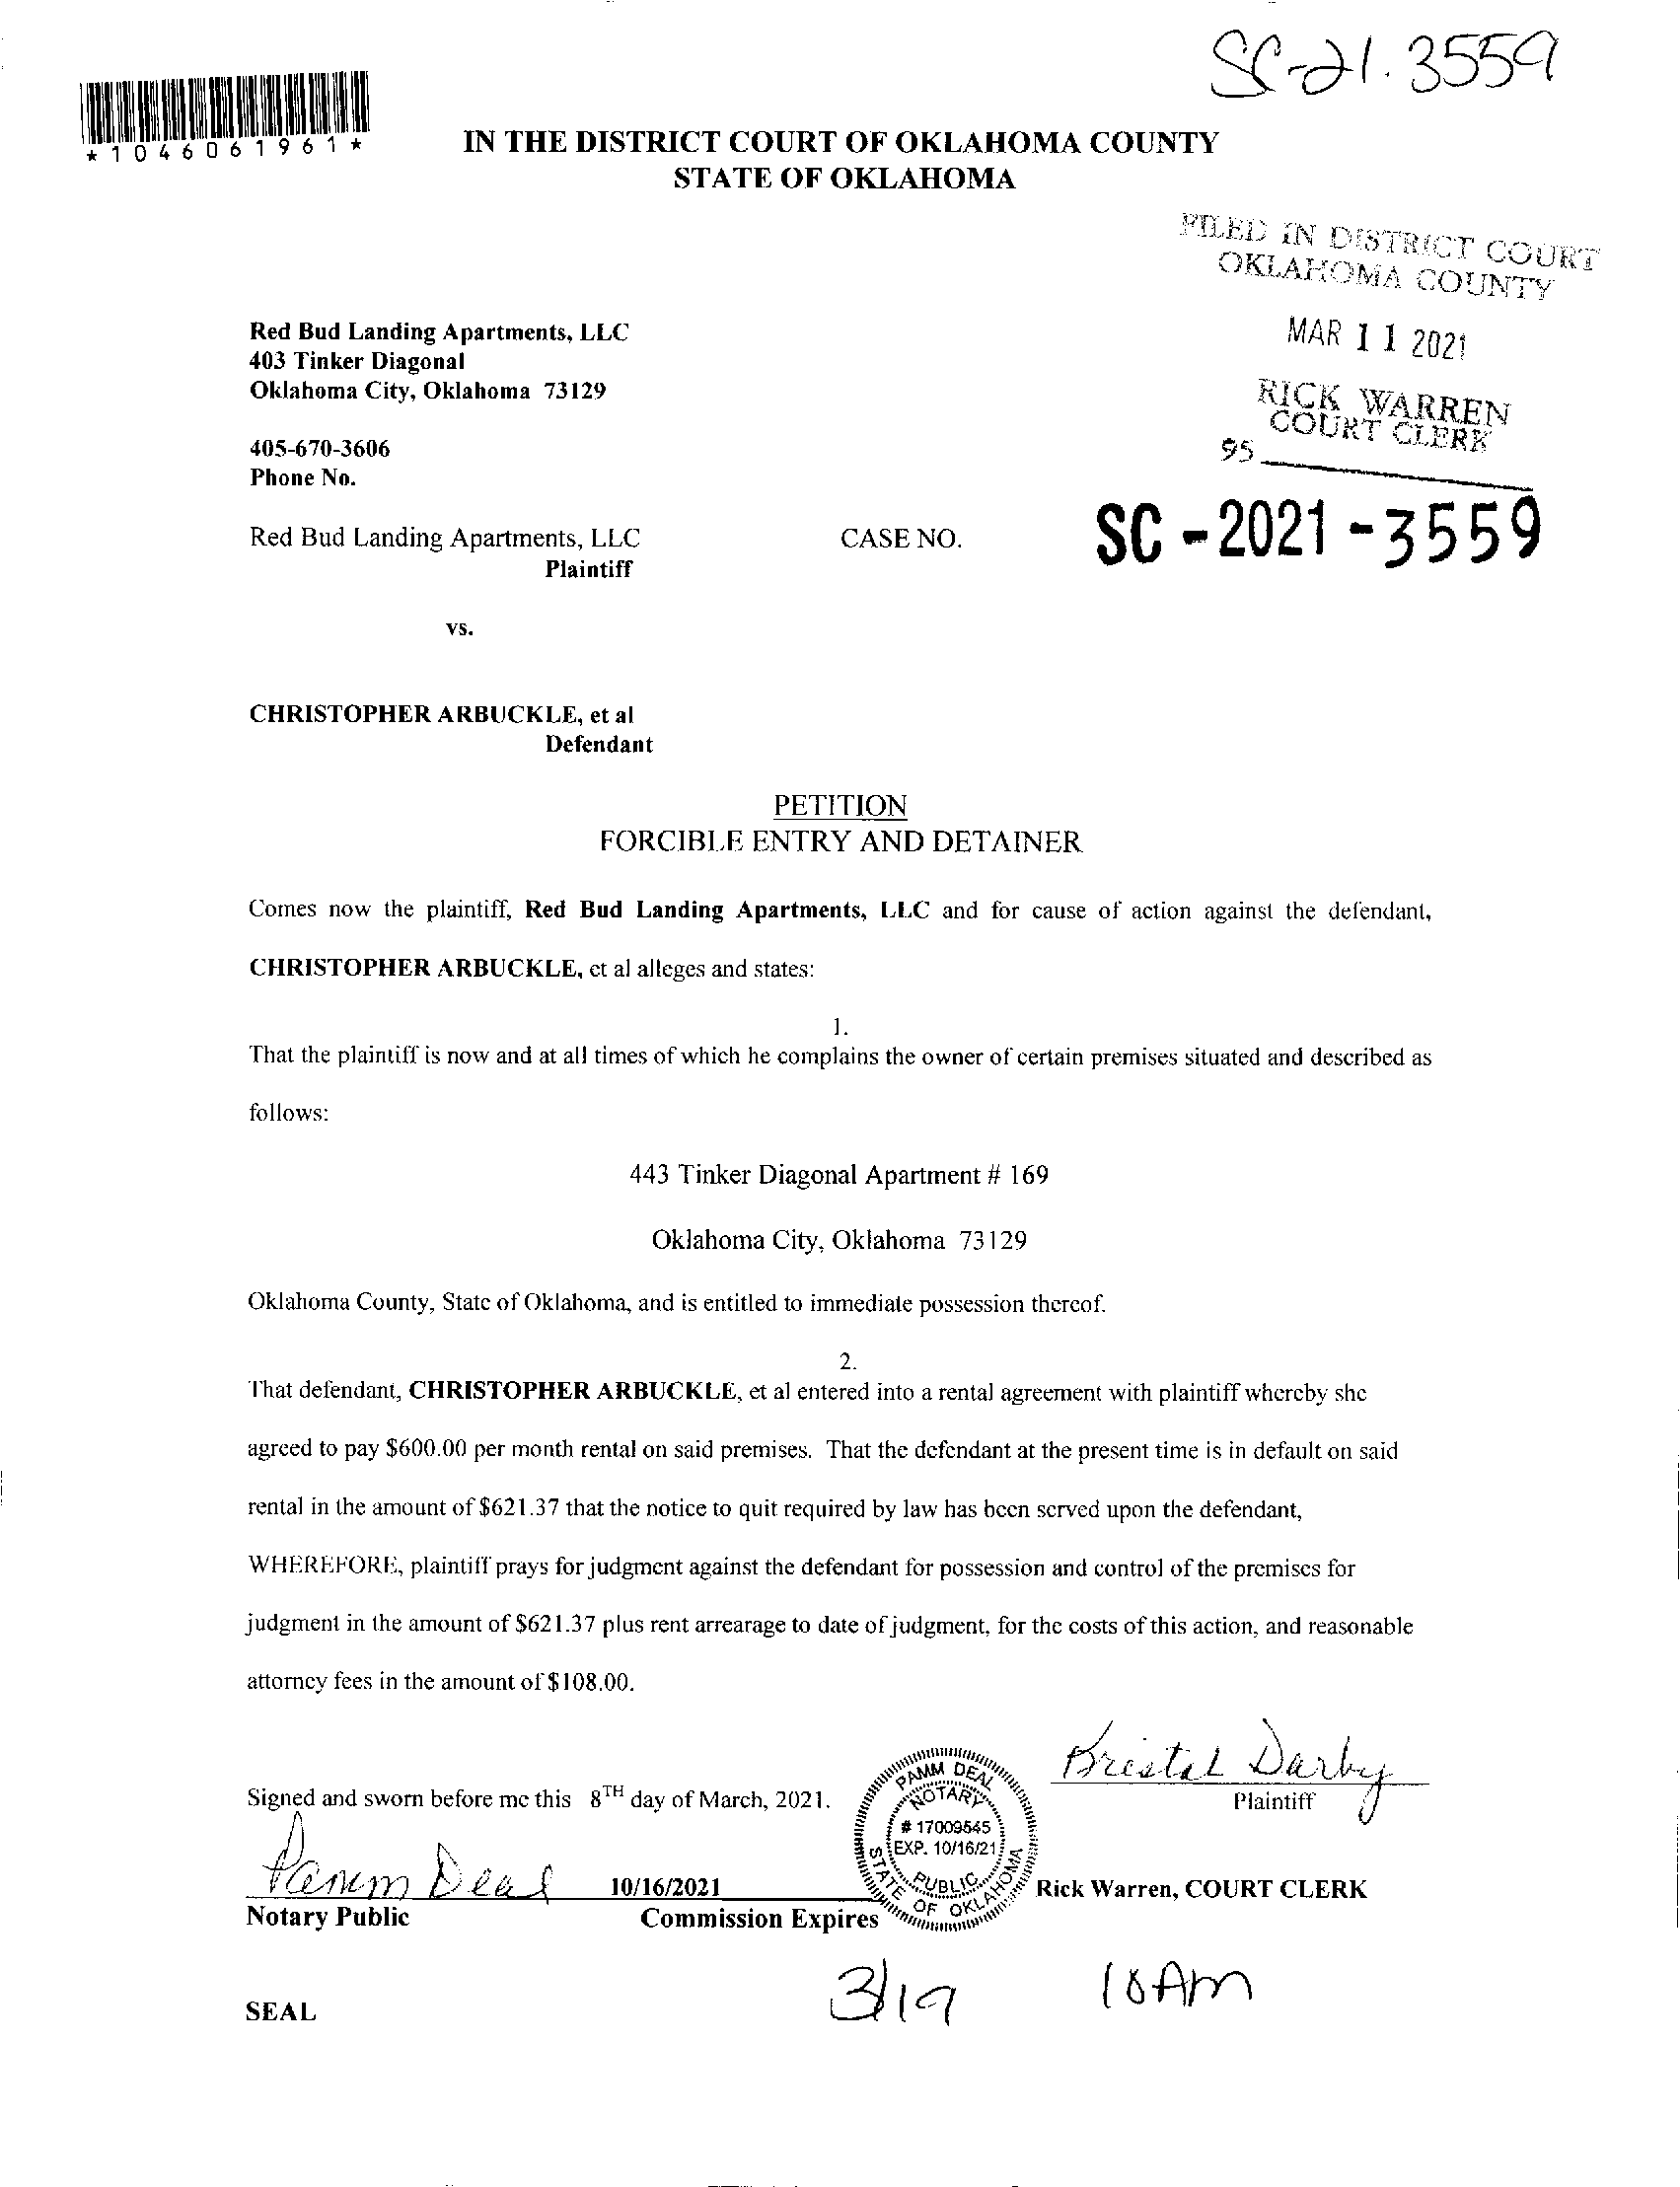 SC-21.3559
*1046061961*
IN THE DISTRICT COURT OF OKLAHOMA COUNTY
STATE OF OKLAHOMA
FILED IN DISTRICT COURT
OKLAHOMA COUNTY
MAR 11 2021
RICK WARREN
COURT CLERK
95
Red Bud Landing Apartments, LLC
403 Tinker Diagonal
Oklahoma City, Oklahoma 73129
405-670-3606
Phone No.
Red Bud Landing Apartments, LLC CASE NO. SC-2021-3559
Plaintiff
vs.
CHRISTOPHER ARBUCKLE, et al
Defendant
PETITION
FORCIBLE ENTRY AND DETAINER
Comes now the plaintiff, Red Bud Landing Apartments, LLC and for cause of action against the defendant,
CHRISTOPHER ARBUCKLE, et al alleges and states:
1.
That the plaintiff is now and at all times of which he complains the owner of certain premises situated and described as
follows:
443 Tinker Diagonal Apartment # 169
Oklahoma City, Oklahoma 73129
Oklahoma County, State of Oklahoma, and is entitled to immediate possession thereof.
2.
That defendant, CHRISTOPHER ARBUCKLE, et al entered into a rental agreement with plaintiff whereby she
agreed to pay $600.00 per month rental on said premises. That the defendant at the present time is in default on said
rental in the amount of $621.37 that the notice to quit required by law has been served upon the defendant,
WHEREFORE, plaintiff prays for judgment against the defendant for possession and control of the premises for
judgment in the amount of $621.37 plus rent arrearage to date of judgment, for the costs of this action, and reasonable
attorney fees in the amount of $108.00.
Kristal Darby
Plaintiff
Signed and sworn before me this 8TH day of March, 2021.
PAMM DEAL
NOTARY
# 17009545
EXP. 10/16/21
PUBLIC
STATE OF OKLAHOMA
Pamm Deal 10/16/2021
Notary Public Commission Expires
Rick Warren, COURT CLERK
3/19 10AM
SEAL